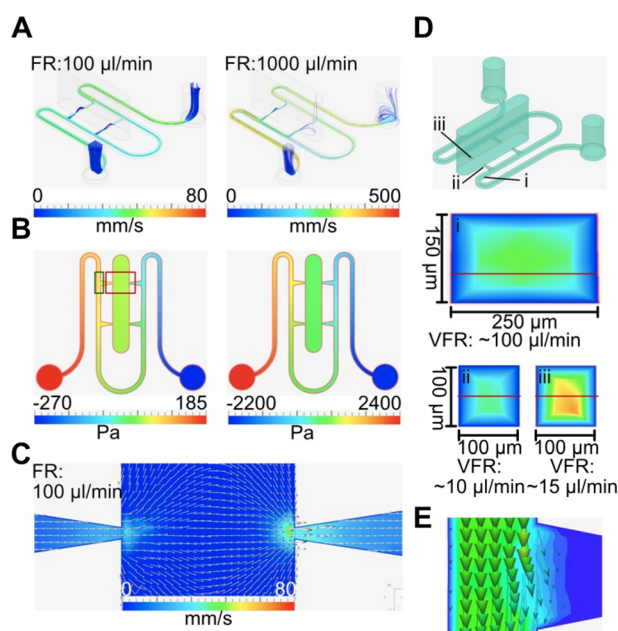 A
FR:100 µl/min
FR:1000 µl/min
0 80
mm/s
0 500
mm/s
B
-270 185
Pa
-2200 2400
Pa
C
FR:
100 µl/min
0 80
mm/s
D
iii
ii
i
i
150 µm
250 µm
VFR: ~100 µl/min
ii
iii
100 µm
100 µm
100 µm
VFR:
~10 µl/min
VFR:
~15 µl/min
E